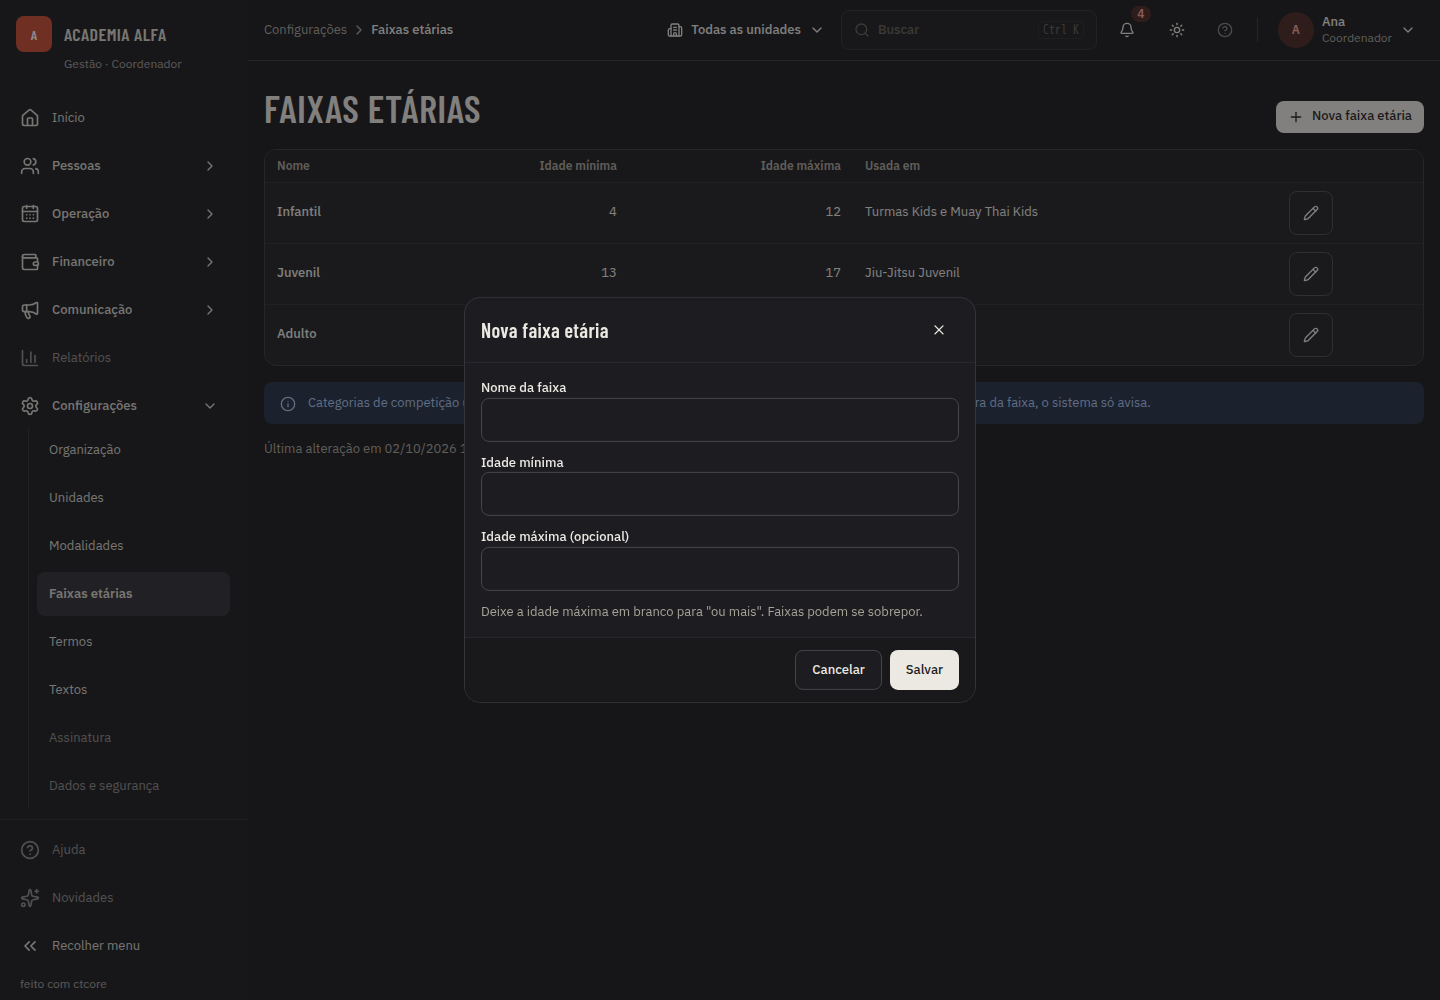 A
ACADEMIA ALFA
Gestão - Coordenador
Início
Pessoas
Operação
Financeiro
Comunicação
Relatórios
Configurações
Organização
Unidades
Modalidades
Faixas etárias
Termos
Textos
Assinatura
Dados e segurança
Ajuda
Novidades
Recolher menu
feito com ctcore
Configurações > Faixas etárias
Todas as unidades
Buscar Ctrl K
4
A
Ana
Coordenador
FAIXAS ETÁRIAS
Nova faixa etária
Nome Idade mínima Idade máxima Usada em
Infantil 4 12 Turmas Kids e Muay Thai Kids
Juvenil 13 17 Jiu-Jitsu Juvenil
Adulto
Categorias de competição
da faixa, o sistema só avisa.
Última alteração em 02/10/2026
Nova faixa etária
Nome da faixa
Idade mínima
Idade máxima (opcional)
Deixe a idade máxima em branco para "ou mais". Faixas podem se sobrepor.
Cancelar
Salvar